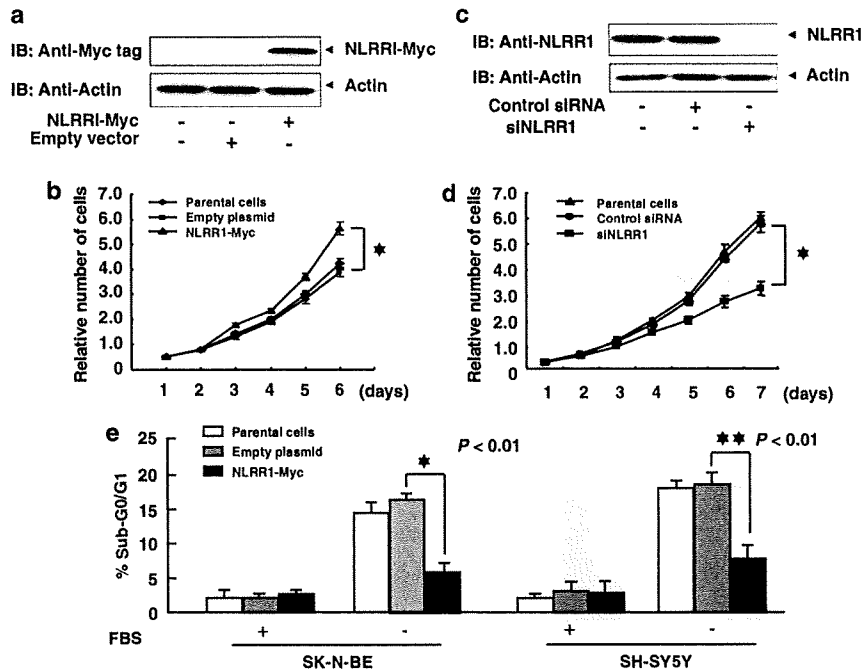 a
IB: Anti-Myc tag
NLRRI-Myc
IB: Anti-Actin
Actin
NLRRI-Myc - - +
Empty vector - + -
c
IB: Anti-NLRR1
NLRR1
IB: Anti-Actin
Actin
Control siRNA - + -
siNLRR1 - - +
b
Relative number of cells
7.0
6.0
5.0
4.0
3.0
2.0
1.0
0
Parental cells
Empty plasmid
NLRR1-Myc
1 2 3 4 5 6 (days)
d
Relative number of cells
7.0
6.0
5.0
4.0
3.0
2.0
1.0
0
Parental cells
Control siRNA
siNLRR1
1 2 3 4 5 6 7 (days)
e
% Sub-G0/G1
25
20
15
10
5
0
Parental cells
Empty plasmid
NLRR1-Myc
P < 0.01
P < 0.01
FBS + - + -
SK-N-BE SH-SY5Y